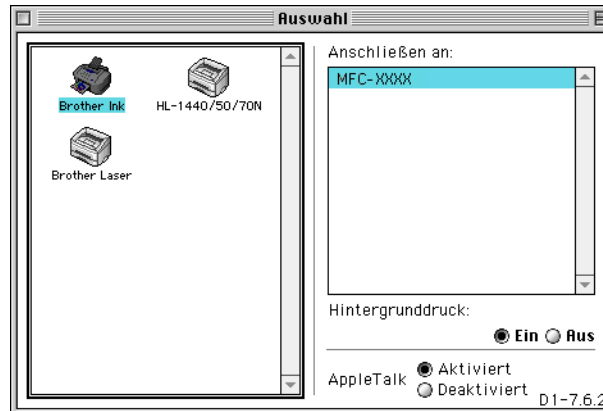 Auswahl
Brother Ink
HL-1440/50/70N
Brother Laser
Anschließen an:
MFC-XXXX
Hintergrunddruck:
Ein Aus
AppleTalk
Aktiviert
Deaktiviert
D1-7.6.2